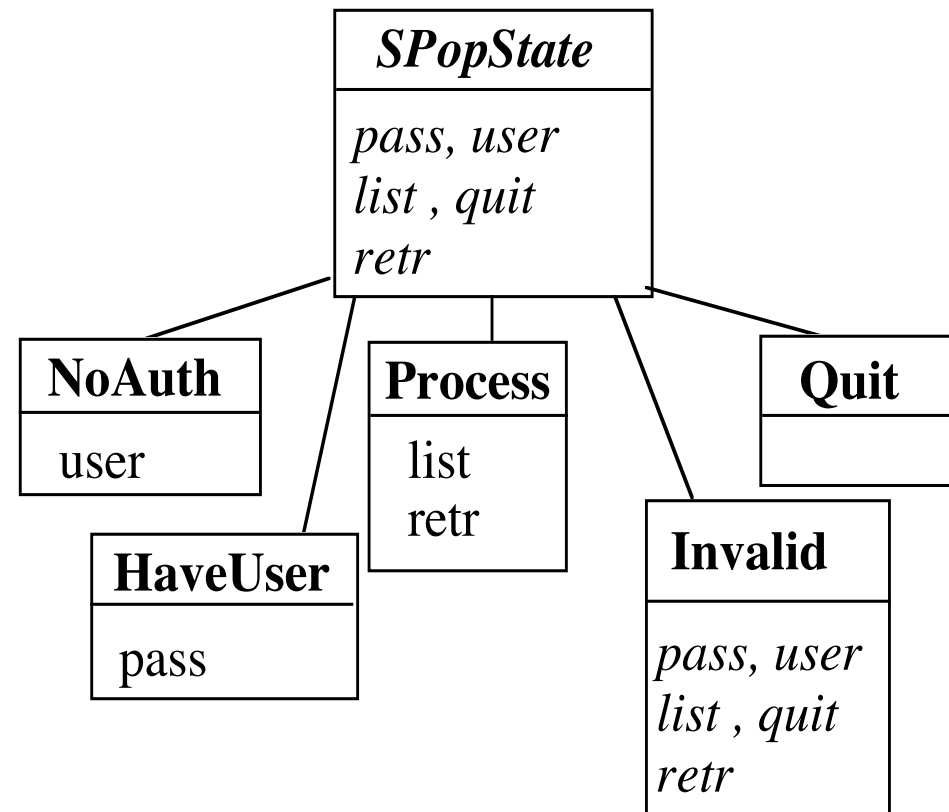 SPopState
pass, user
list , quit
retr
NoAuth
user
HaveUser
pass
Process
list
retr
Invalid
pass, user
list , quit
retr
Quit